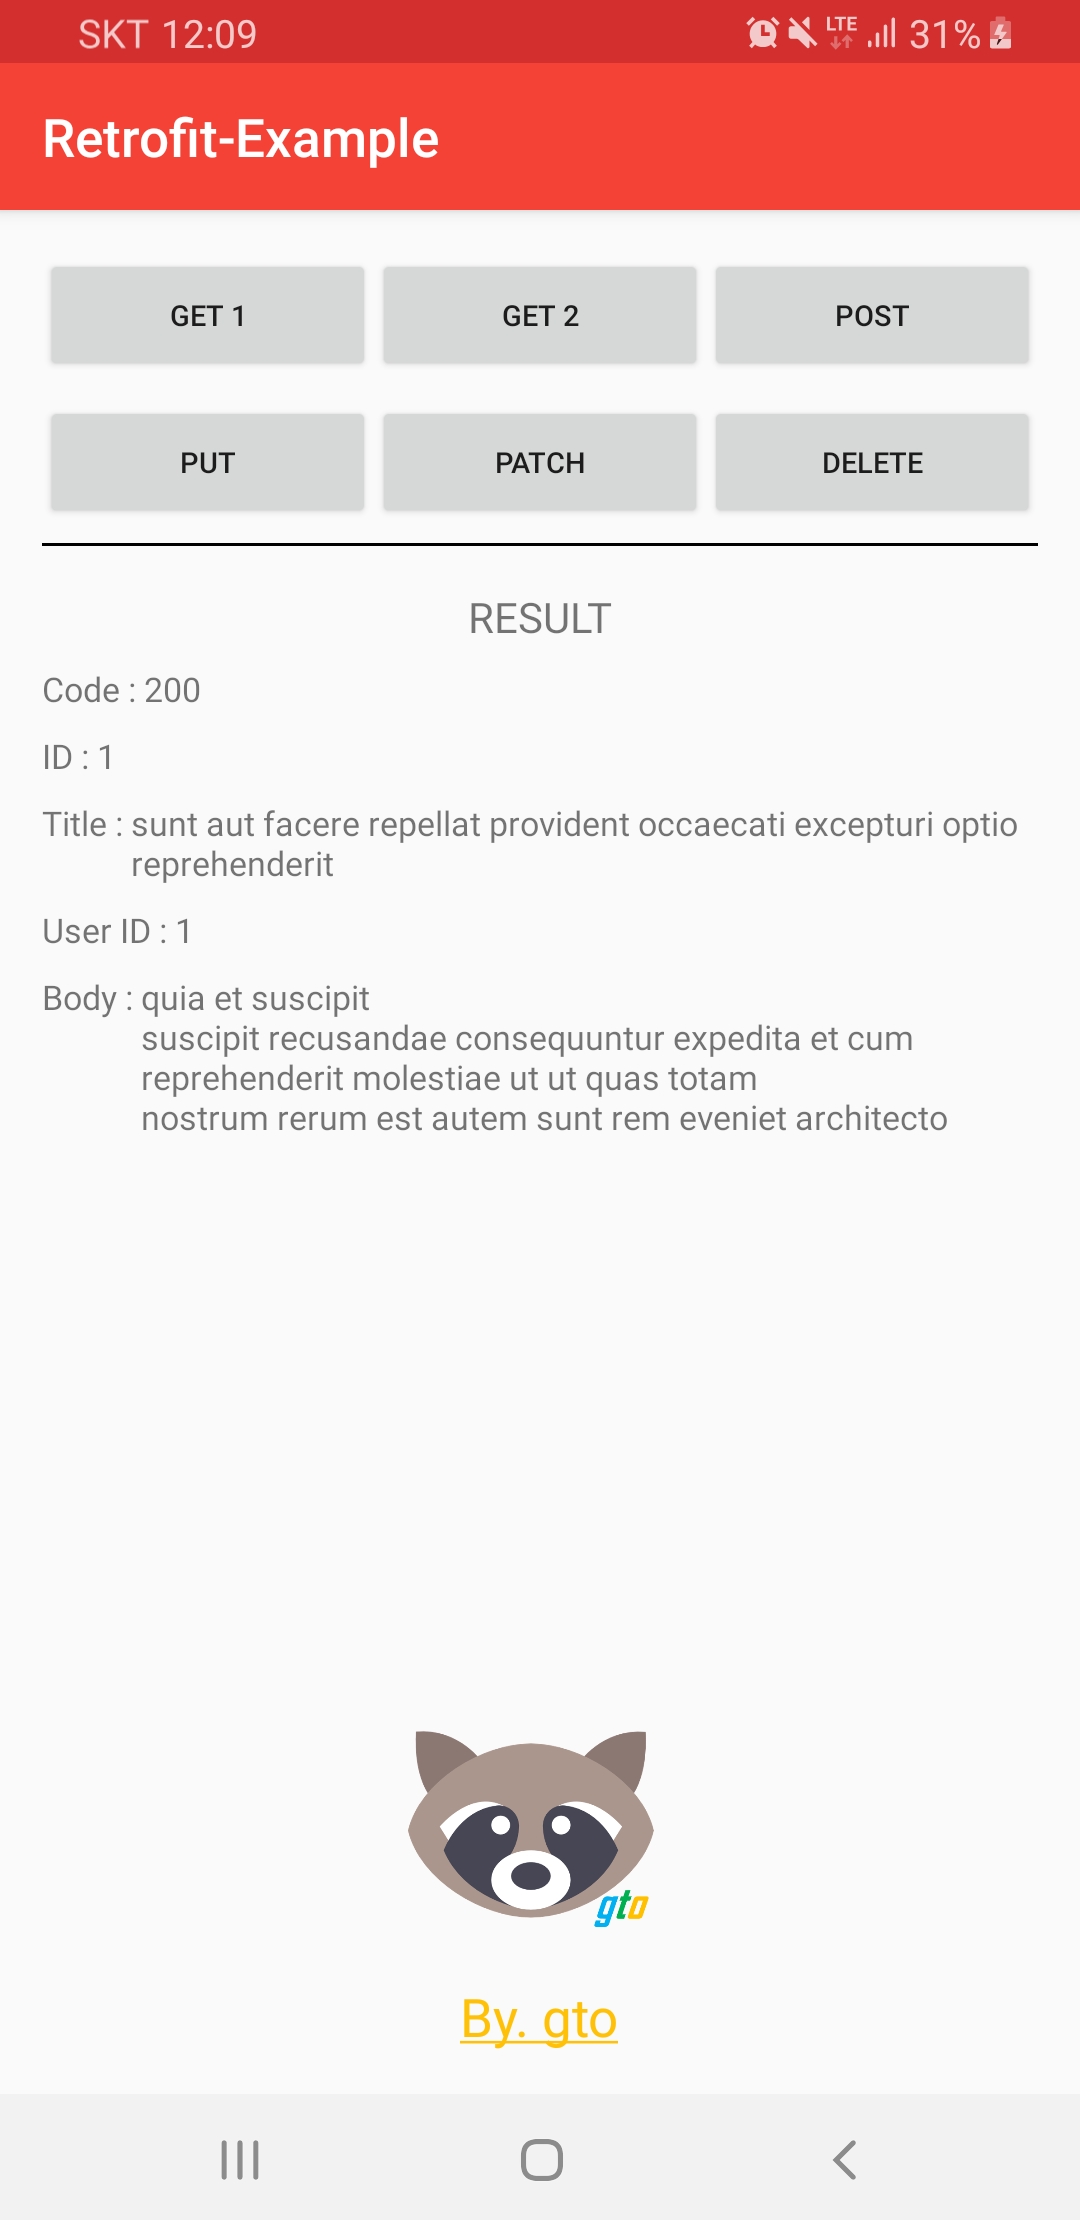 SKT 12:09 LTE 31%
Retrofit-Example
GET 1 GET 2 POST
PUT PATCH DELETE
RESULT
Code : 200
ID : 1
Title : sunt aut facere repellat provident occaecati excepturi optio
reprehenderit
User ID : 1
Body : quia et suscipit
suscipit recusandae consequuntur expedita et cum
reprehenderit molestiae ut ut quas totam
nostrum rerum est autem sunt rem eveniet architecto
gto
By. gto